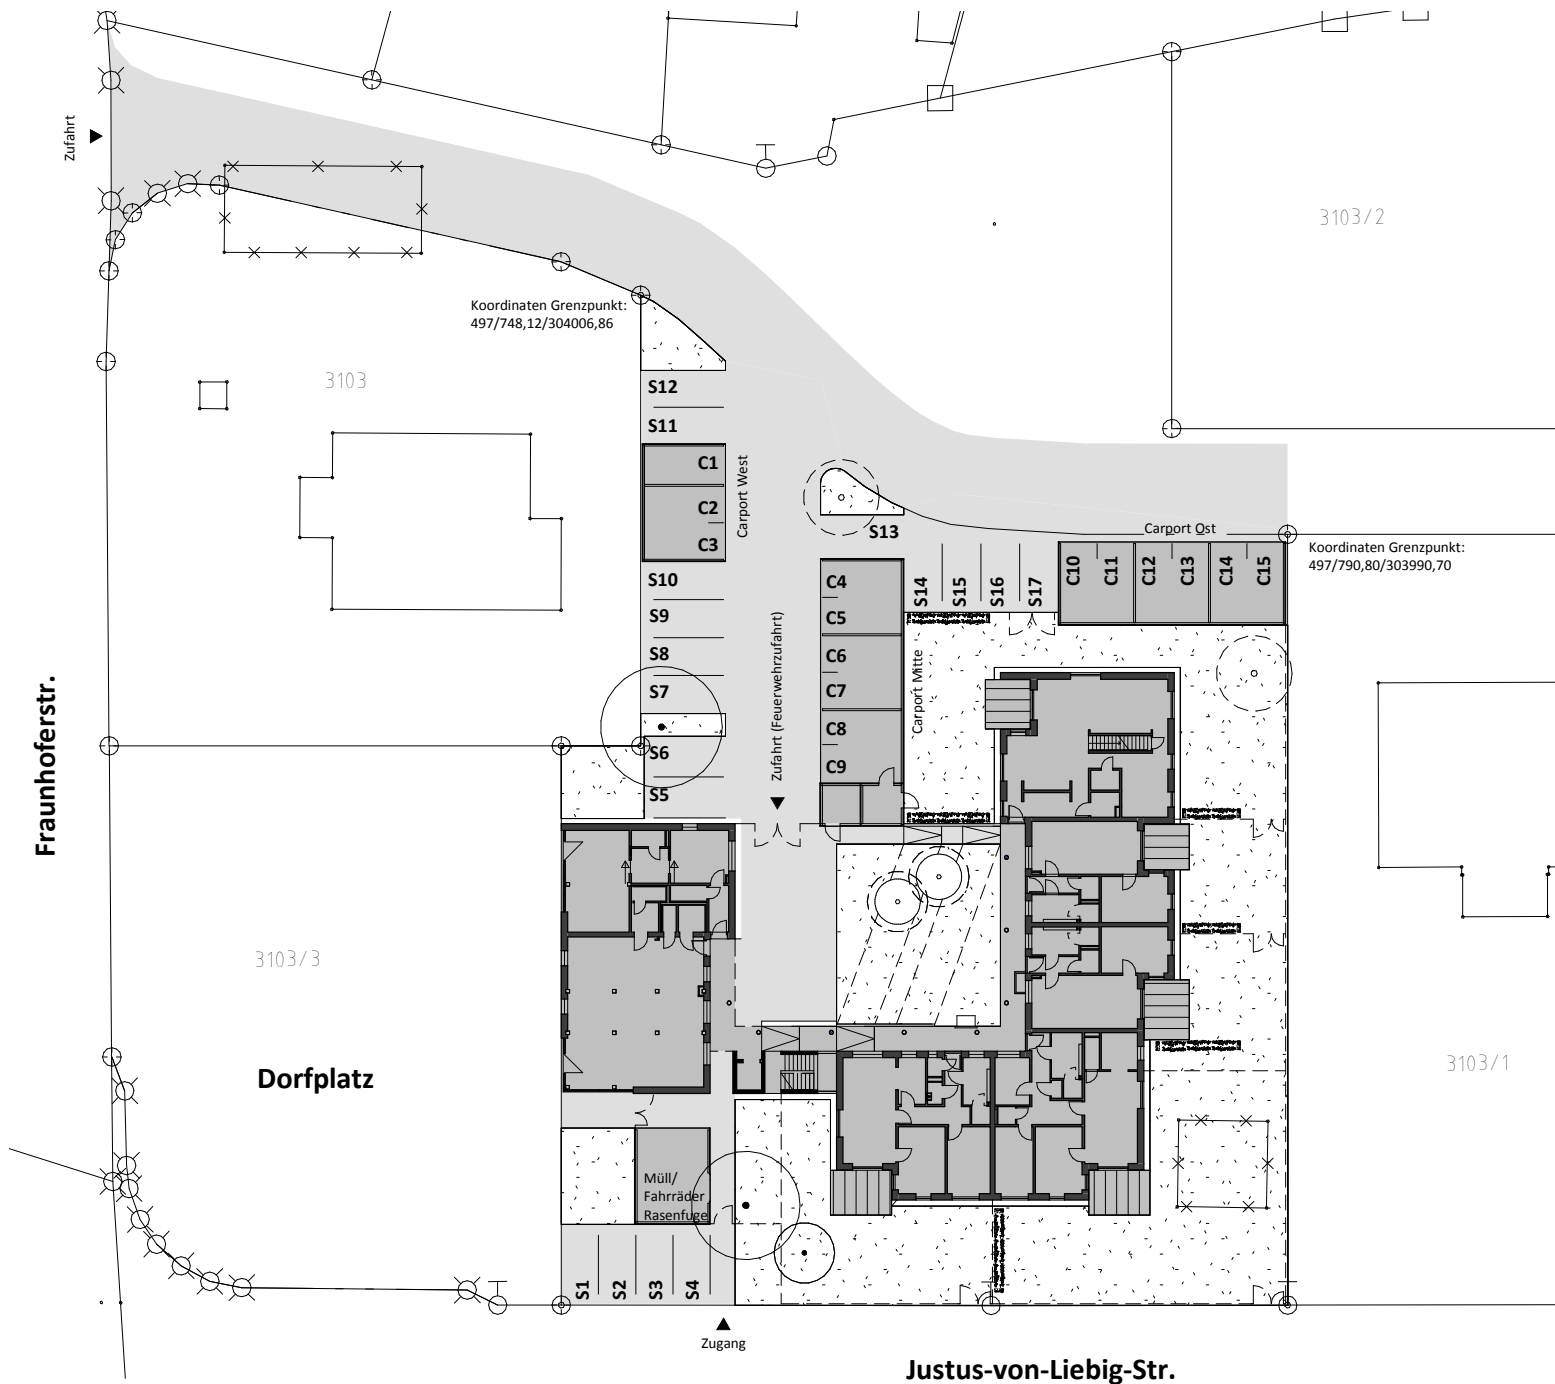 Zufahrt
3103/2
Koordinaten Grenzpunkt:
497/748,12/304006,86
3103
S12
S11
C1
C2
C3
Carport West
S10
S9
S8
S7
S6
S5
Zufahrt (Feuerwehrzufahrt)
S13
C4
C5
C6
C7
C8
C9
Carport Mitte
S14
S15
S16
S17
Carport Ost
C10
C11
C12
C13
C14
C15
Koordinaten Grenzpunkt:
497/790,80/303990,70
Fraunhoferstr.
3103/3
Dorfplatz
3103/1
Müll/
Fahrräder
Rasenfuge
S1
S2
S3
S4
Zugang
Justus-von-Liebig-Str.